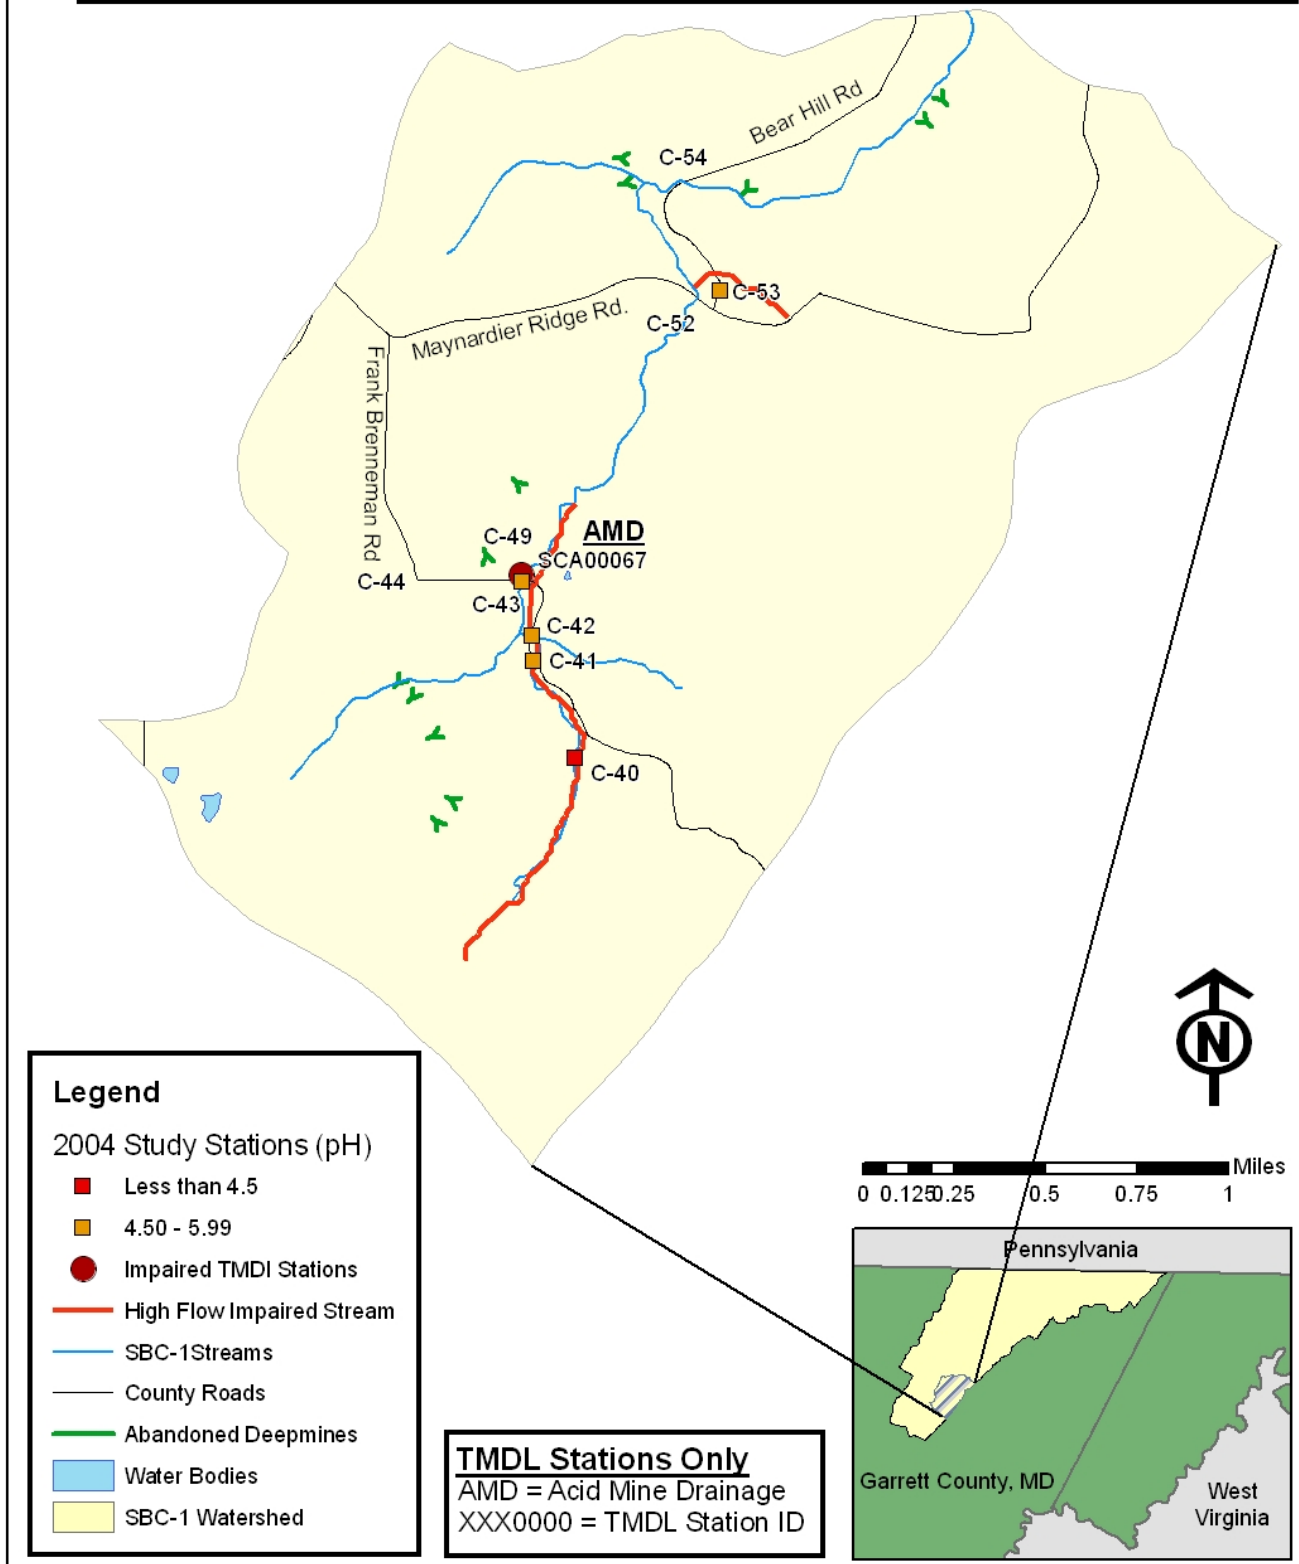 Bear Hill Rd
C-54
C-53
Maynardier Ridge Rd.
C-52
Frank Brenneman Rd
AMD
C-49
SCA00067
C-44
C-43
C-42
C-41
C-40
N
Miles
0 0.125 0.25 0.5 0.75 1
Legend
2004 Study Stations (pH)
Less than 4.5
4.50 - 5.99
Impaired TMDI Stations
High Flow Impaired Stream
SBC-1Streams
County Roads
Abandoned Deepmines
Water Bodies
SBC-1 Watershed
TMDL Stations Only
AMD = Acid Mine Drainage
XXX0000 = TMDL Station ID
Pennsylvania
Garrett County, MD
West
Virginia